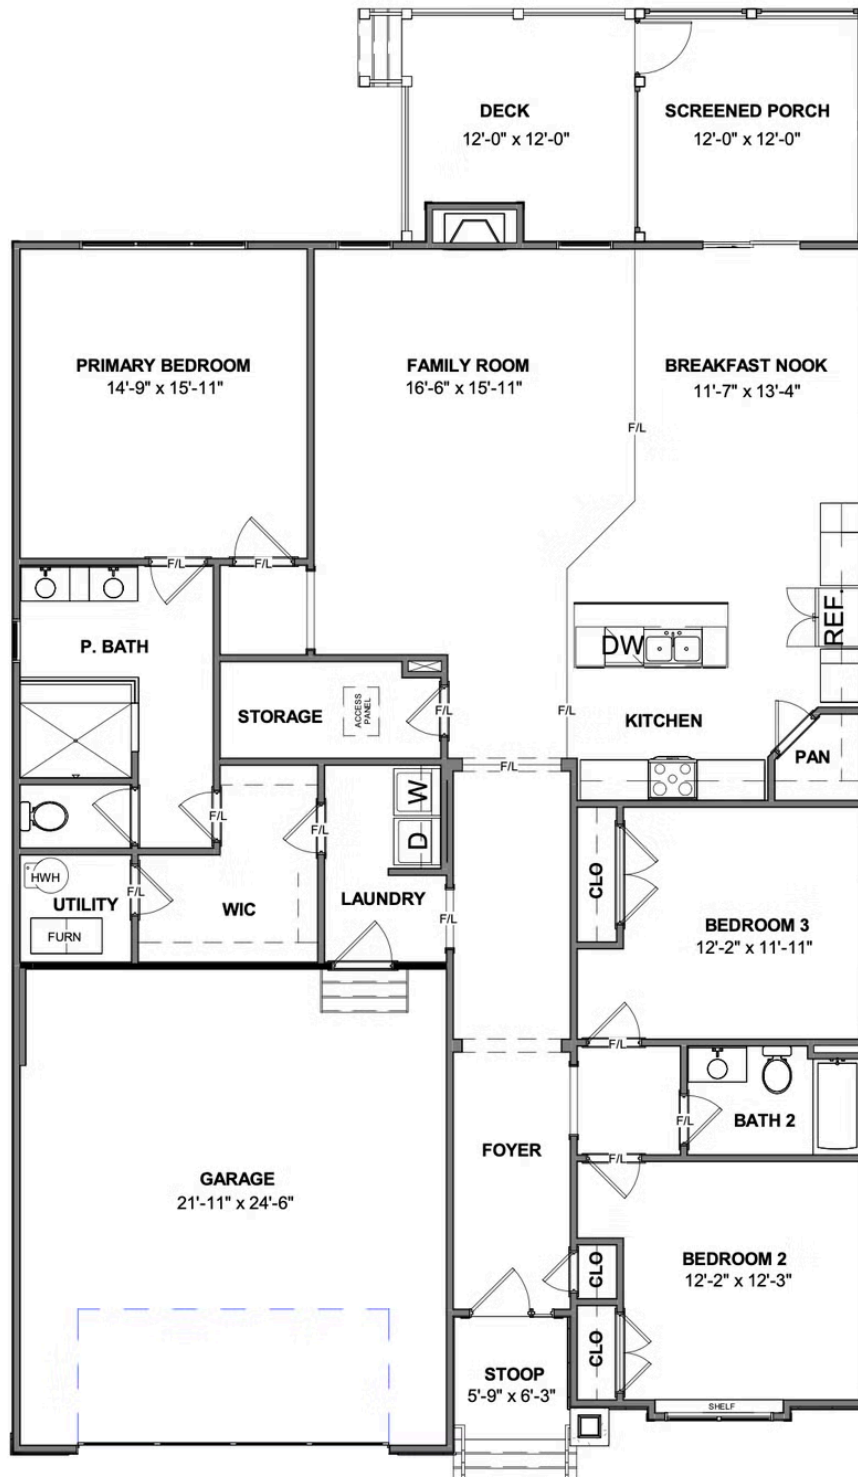 DECK
12'-0" x 12'-0"
SCREENED PORCH
12'-0" x 12'-0"
PRIMARY BEDROOM
14'-9" x 15'-11"
FAMILY ROOM
16'-6" x 15'-11"
BREAKFAST NOOK
11'-7" x 13'-4"
F/L
F/L
F/L
P. BATH
DW
REF
STORAGE
ACCESS
PANEL
F/L
F/L
KITCHEN
PAN
F/L
W
D
F/L
F/L
HWH
UTILITY
F/L
FURN
WIC
LAUNDRY
F/L
CLO
BEDROOM 3
12'-2" x 11'-11"
F/L
BATH 2
F/L
FOYER
F/L
GARAGE
21'-11" x 24'-6"
BEDROOM 2
12'-2" x 12'-3"
CLO
CLO
STOOP
5'-9" x 6'-3"
SHELF